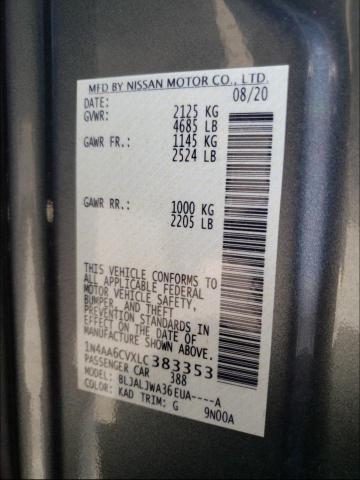 MFD BY NISSAN MOTOR CO., LTD.
DATE: 08/20
GVWR: 2125 KG
4685 LB
GAWR FR.: 1145 KG
2524 LB
GAWR RR.: 1000 KG
2205 LB
THIS VEHICLE CONFORMS TO
ALL APPLICABLE FEDERAL
MOTOR VEHICLE SAFETY,
BUMPER, AND THEFT
PREVENTION STANDARDS IN
EFFECT ON THE DATE OF
MANUFACTURE SHOWN ABOVE.
1N4AA6CVXLC383353
PASSENGER CAR 388
MODEL: BLJALJWA36EUA----A
COLOR: KAD TRIM: G 9N00A